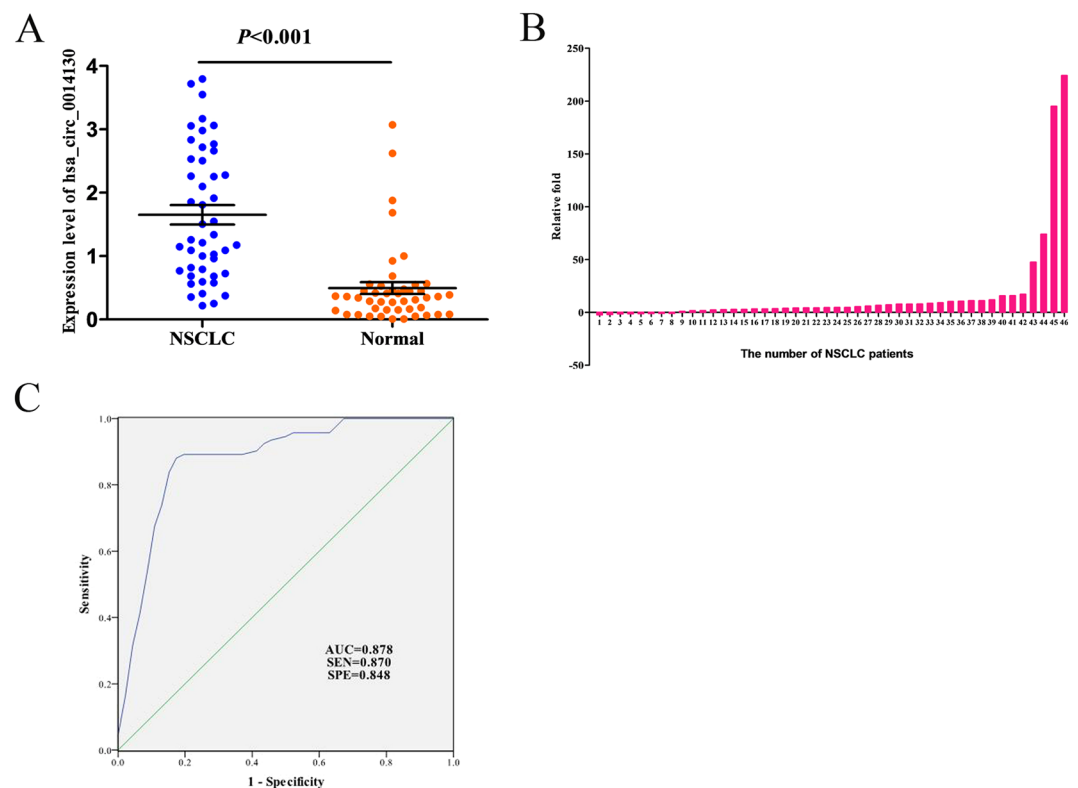 A
P<0.001
Expression level of hsa_circ_0014130
4
3
2
1
0
NSCLC
Normal
B
Relative fold
250
200
150
100
50
0
-50
1 2 3 4 5 6 7 8 9 10 11 12 13 14 15 16 17 18 19 20 21 22 23 24 25 26 27 28 29 30 31 32 33 34 35 36 37 38 39 40 41 42 43 44 45 46
The number of NSCLC patients
C
Sensitivity
1.0
0.8
0.6
0.4
0.2
0.0
AUC=0.878
SEN=0.870
SPE=0.848
0.0 0.2 0.4 0.6 0.8 1.0
1 - Specificity